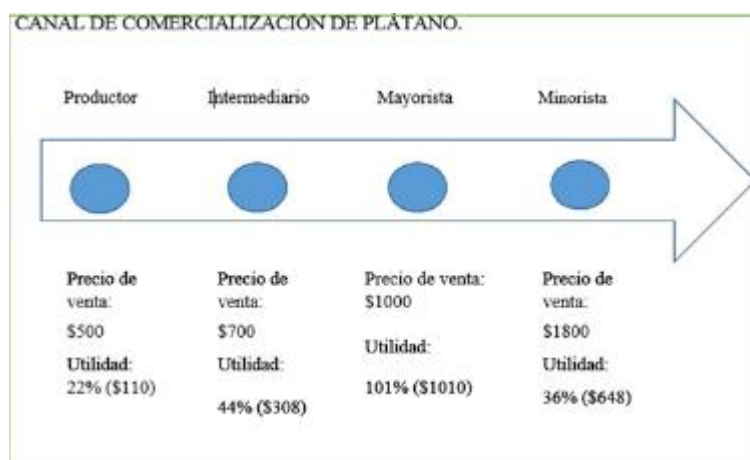 CANAL DE COMERCIALIZACIÓN DE PLÁTANO.
Productor
Intermediario
Mayorista
Minorista
Precio de
venta:
$500
Utilidad:
22% ($110)
Precio de
venta:
$700
Utilidad:
44% ($308)
Precio de venta:
$1000
Utilidad:
101% ($1010)
Precio de
venta:
$1800
Utilidad:
36% ($648)